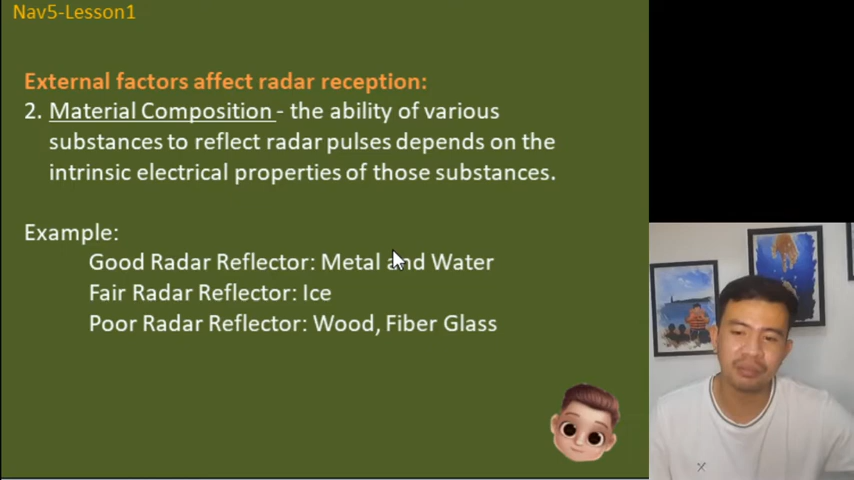 Nav5-Lesson1
External factors affect radar reception:
2. Material Composition - the ability of various
substances to reflect radar pulses depends on the
intrinsic electrical properties of those substances.
Example:
Good Radar Reflector: Metal and Water
Fair Radar Reflector: Ice
Poor Radar Reflector: Wood, Fiber Glass